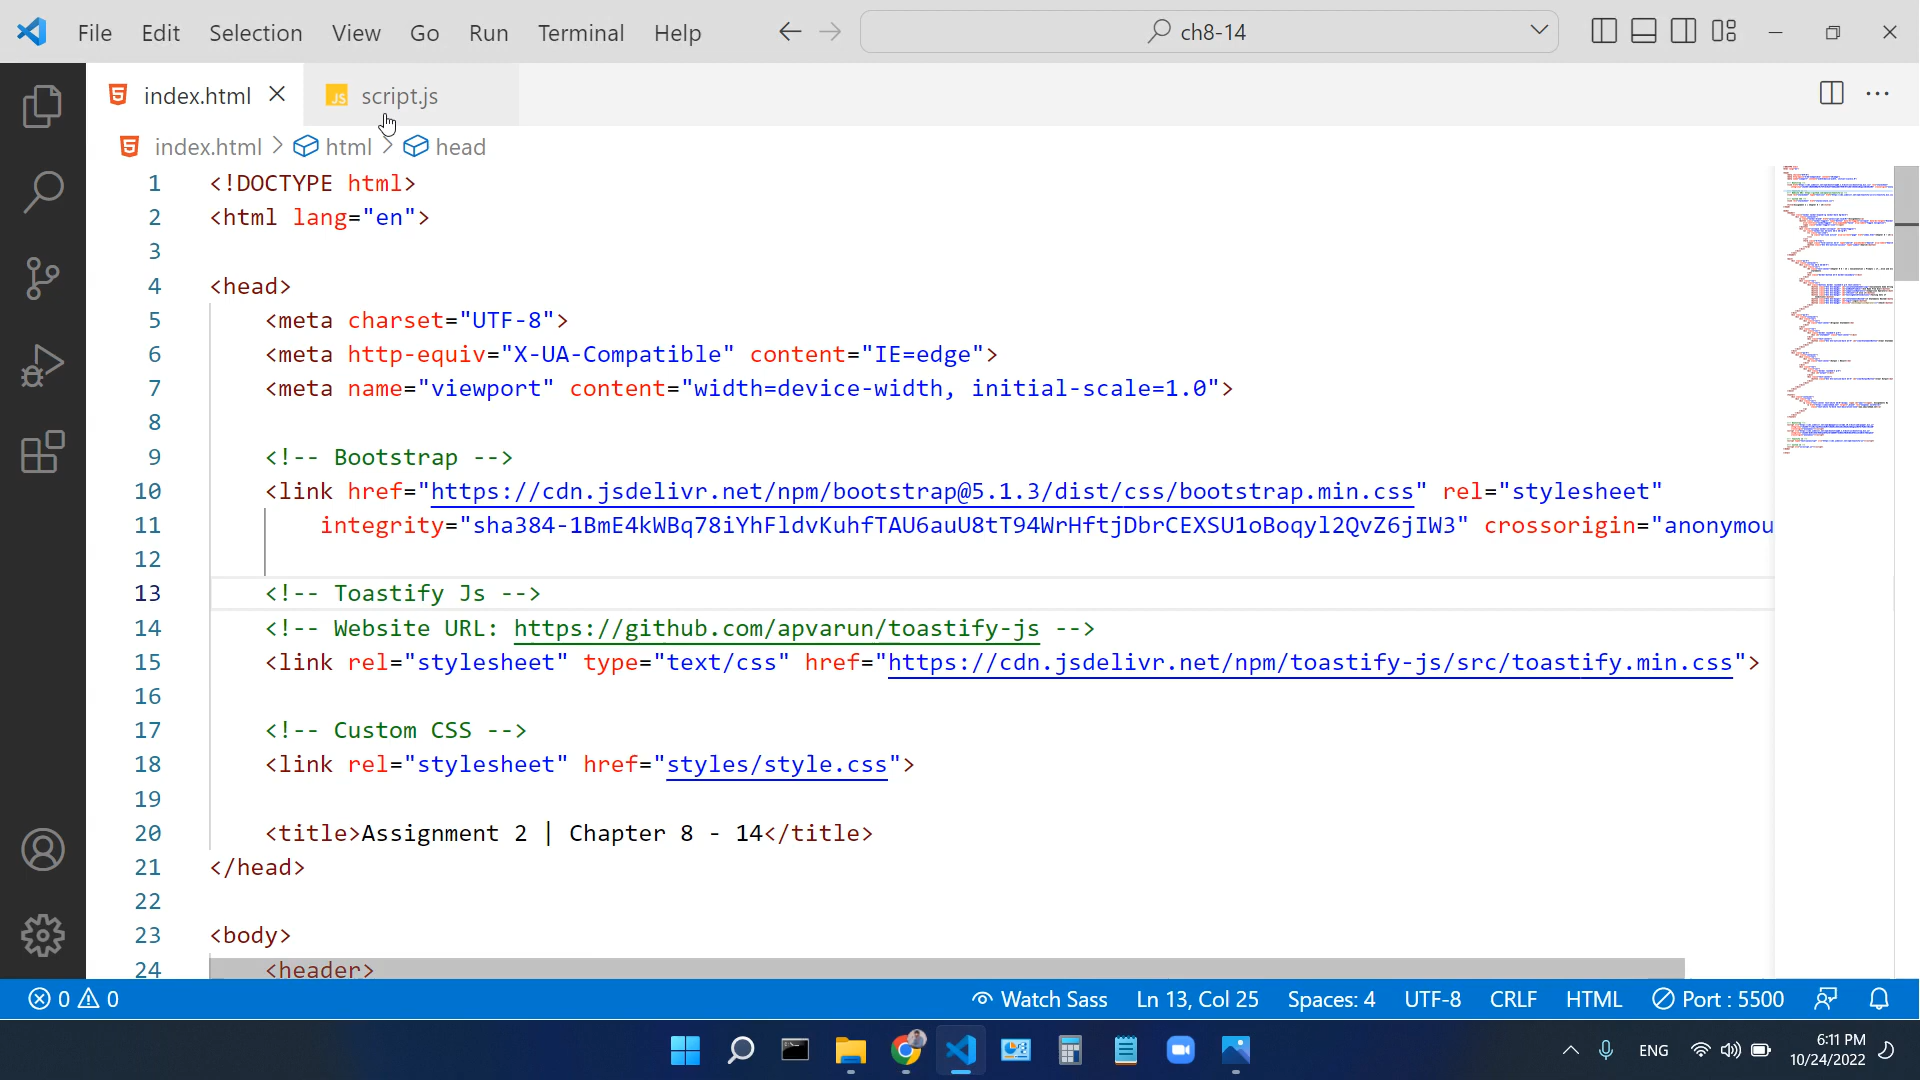 File Edit Selection View Go Run Terminal Help
ch8-14
index.html
JS script.js
index.html > html > head
1 <!DOCTYPE html>
2 <html lang="en">
3
4 <head>
5 <meta charset="UTF-8">
6 <meta http-equiv="X-UA-Compatible" content="IE=edge">
7 <meta name="viewport" content="width=device-width, initial-scale=1.0">
8
9 <!-- Bootstrap -->
10 <link href="https://cdn.jsdelivr.net/npm/bootstrap@5.1.3/dist/css/bootstrap.min.css" rel="stylesheet"
11 integrity="sha384-1BmE4kWBq78iYhFldvKuhfTAU6auU8tT94WrHftjDbrCEXSU1oBoqyl2QvZ6jIW3" crossorigin="anonymou
12
13 <!-- Toastify Js -->
14 <!-- Website URL: https://github.com/apvarun/toastify-js -->
15 <link rel="stylesheet" type="text/css" href="https://cdn.jsdelivr.net/npm/toastify-js/src/toastify.min.css">
16
17 <!-- Custom CSS -->
18 <link rel="stylesheet" href="styles/style.css">
19
20 <title>Assignment 2 | Chapter 8 - 14</title>
21 </head>
22
23 <body>
24 <header>
0 0
Watch Sass Ln 13, Col 25 Spaces: 4 UTF-8 CRLF HTML Port : 5500
ENG
6:11 PM
10/24/2022